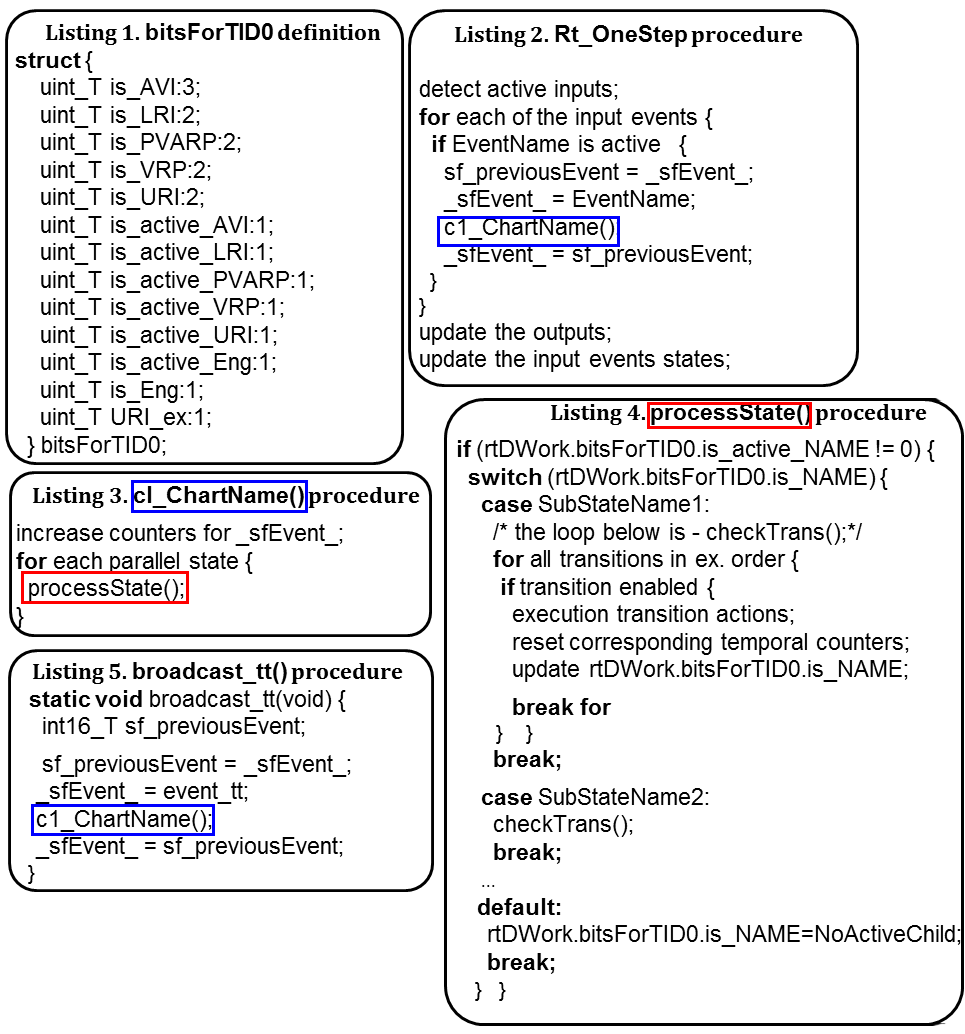 Listing 1. bitsForTID0 definition
struct {
uint_T is_AVI:3;
uint_T is_LRI:2;
uint_T is_PVARP:2;
uint_T is_VRP:2;
uint_T is_URI:2;
uint_T is_active_AVI:1;
uint_T is_active_LRI:1;
uint_T is_active_PVARP:1;
uint_T is_active_VRP:1;
uint_T is_active_URI:1;
uint_T is_active_Eng:1;
uint_T is_Eng:1;
uint_T URI_ex:1;
} bitsForTID0;
Listing 2. Rt_OneStep procedure
detect active inputs;
for each of the input events {
if EventName is active {
sf_previousEvent = _sfEvent_;
_sfEvent_ = EventName;
c1_ChartName();
_sfEvent_ = sf_previousEvent;
}
}
update the outputs;
update the input events states;
Listing 3. cl_ChartName() procedure
increase counters for _sfEvent_;
for each parallel state {
processState();
}
Listing 4. processState() procedure
if (rtDWork.bitsForTID0.is_active_NAME != 0) {
switch (rtDWork.bitsForTID0.is_NAME) {
case SubStateName1:
/* the loop below is - checkTrans();*/
for all transitions in ex. order {
if transition enabled {
execution transition actions;
reset corresponding temporal counters;
update rtDWork.bitsForTID0.is_NAME;
break for
} }
break;
case SubStateName2:
checkTrans();
break;
...
default:
rtDWork.bitsForTID0.is_NAME=NoActiveChild;
break;
} }
Listing 5. broadcast_tt() procedure
static void broadcast_tt(void) {
int16_T sf_previousEvent;
sf_previousEvent = _sfEvent_;
_sfEvent_ = event_tt;
c1_ChartName();
_sfEvent_ = sf_previousEvent;
}